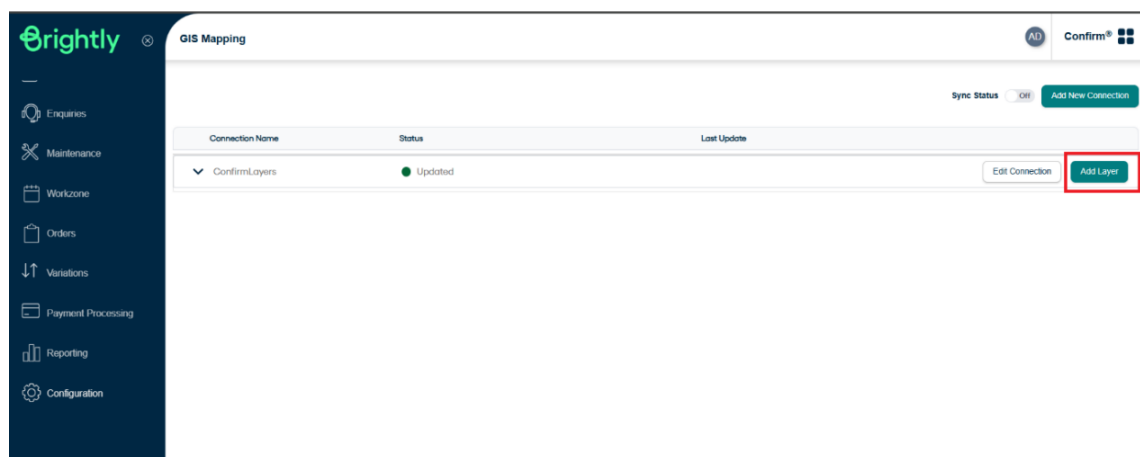 Brightly
GIS Mapping
AD
Confirm®
Sync Status Off Add New Connection
Enquiries
Maintenance
Workzone
Orders
Variations
Payment Processing
Reporting
Configuration
Connection Name Status Last Update
ConfirmLayers Updated Edit Connection Add Layer